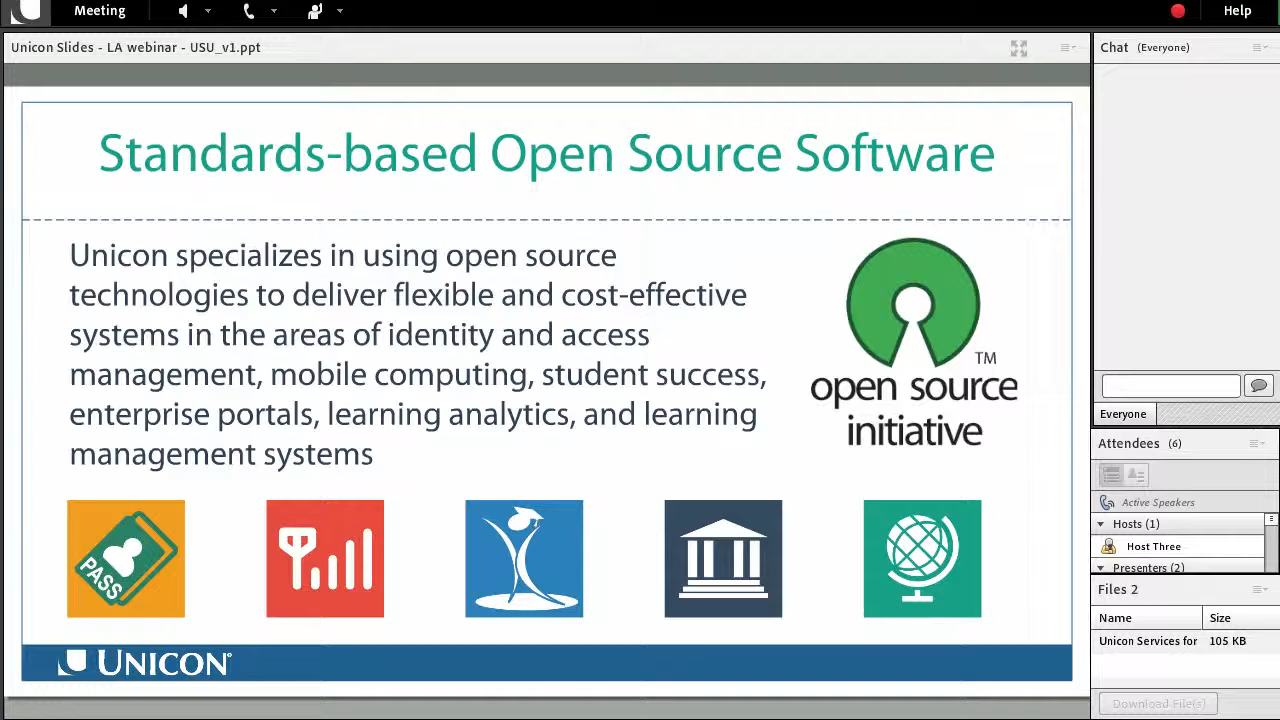 Meeting
Help
Unicon Slides - LA webinar - USU_v1.ppt
Chat (Everyone)
Standards-based Open Source Software
Unicon specializes in using open source
technologies to deliver flexible and cost-effective
systems in the areas of identity and access
management, mobile computing, student success,
enterprise portals, learning analytics, and learning
management systems
TM
open source
initiative
PASS
UNICON®
Everyone
Attendees (6)
Active Speakers
Hosts (1)
Host Three
Presenters (2)
Files 2
Name Size
Unicon Services for 105 KB
Download File(s)